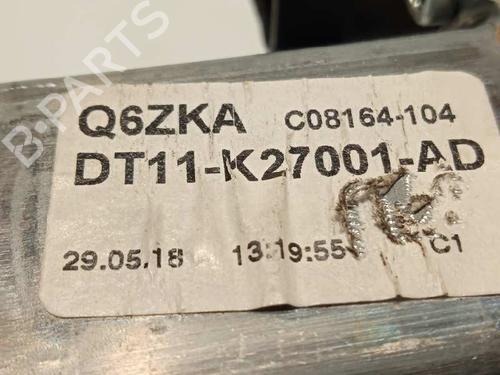 B-PARTS
Q6ZKA C08164-104
DT11-K27001-AD
29.05.18 13:19:55 C1